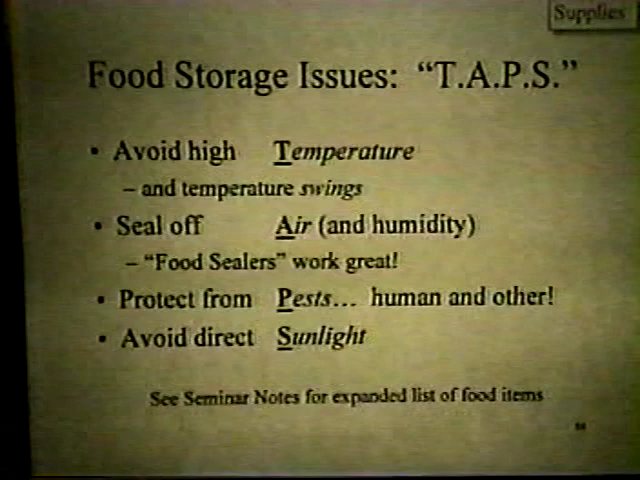 Supplies
Food Storage Issues: “T.A.P.S.”
• Avoid high Temperature
– and temperature swings
• Seal off Air (and humidity)
– “Food Sealers” work great!
• Protect from Pests... human and other!
• Avoid direct Sunlight
See Seminar Notes for expanded list of food items